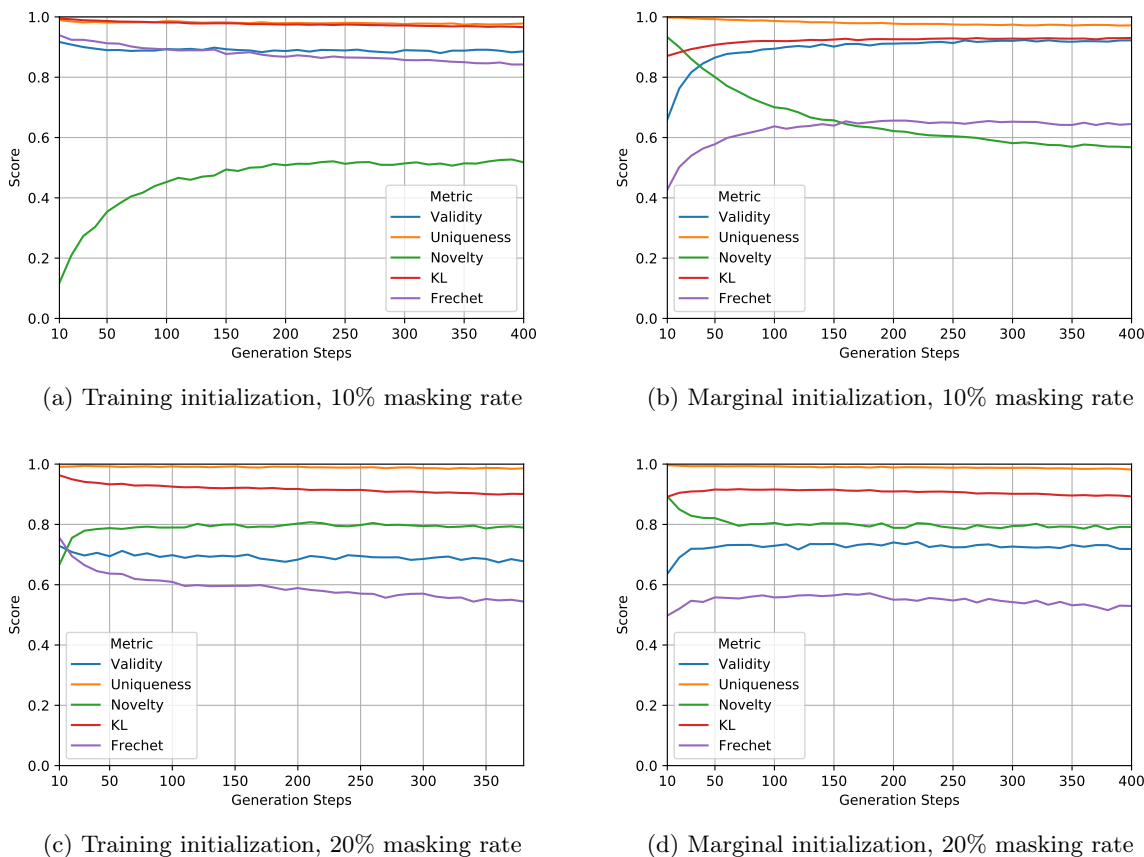 1.0
0.8
0.6
0.4
0.2
0.0
Score
Metric
Validity
Uniqueness
Novelty
KL
Frechet
10 50 100 150 200 250 300 350 400
Generation Steps
(a) Training initialization, 10% masking rate
1.0
0.8
0.6
0.4
0.2
0.0
Score
Metric
Validity
Uniqueness
Novelty
KL
Frechet
10 50 100 150 200 250 300 350 400
Generation Steps
(b) Marginal initialization, 10% masking rate
1.0
0.8
0.6
0.4
0.2
0.0
Score
Metric
Validity
Uniqueness
Novelty
KL
Frechet
10 50 100 150 200 250 300 350
Generation Steps
(c) Training initialization, 20% masking rate
1.0
0.8
0.6
0.4
0.2
0.0
Score
Metric
Validity
Uniqueness
Novelty
KL
Frechet
10 50 100 150 200 250 300 350 400
Generation Steps
(d) Marginal initialization, 20% masking rate